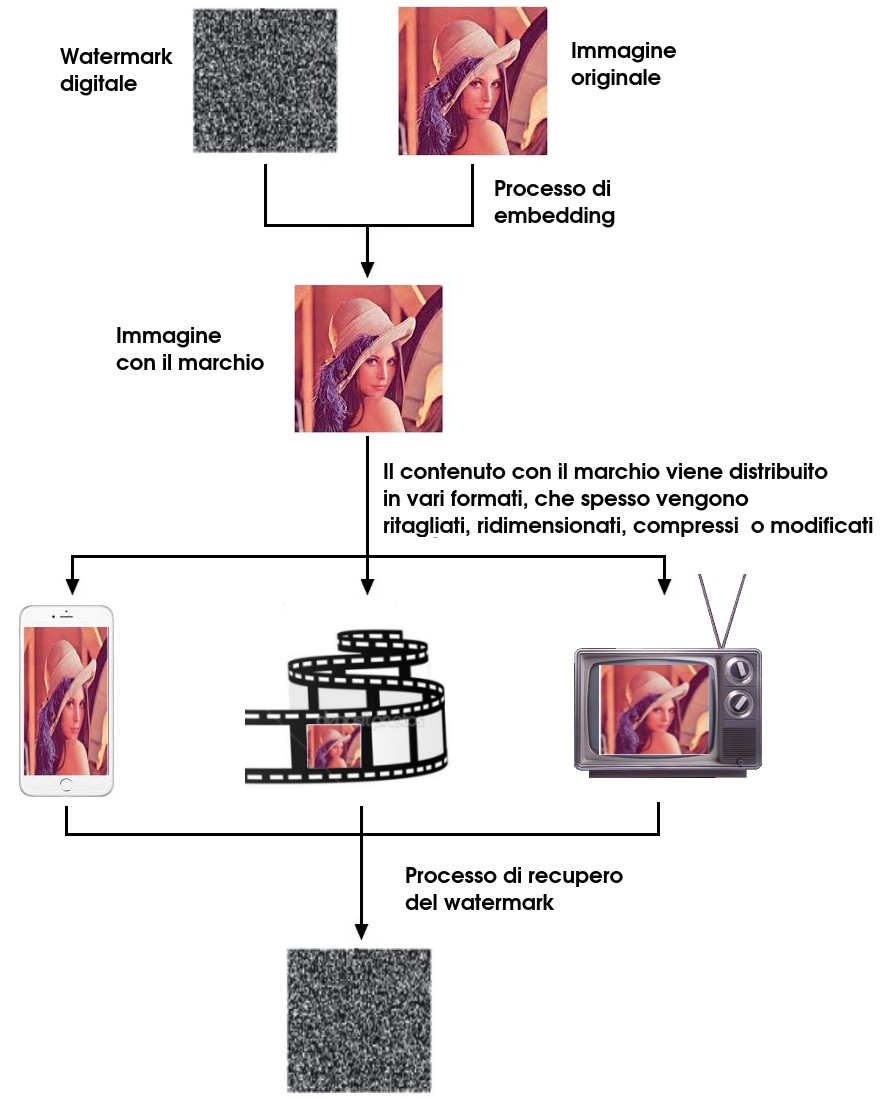 Watermark
digitale
Immagine
originale
Processo di
embedding
Immagine
con il marchio
Il contenuto con il marchio viene distribuito
in vari formati, che spesso vengono
ritagliati, ridimensionati, compressi o modificati
Processo di recupero
del watermark